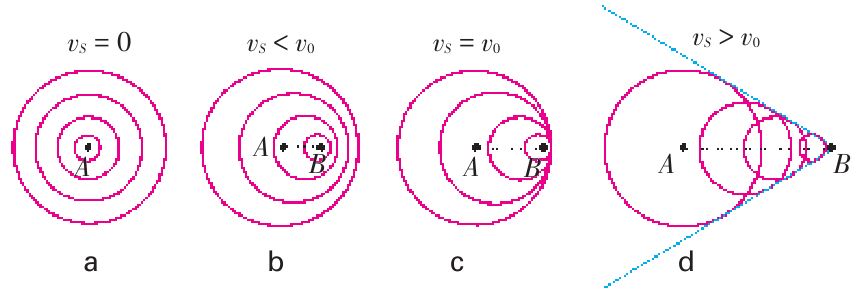 v_S = 0
v_S < v_0
v_S = v_0
v_S > v_0
A
A
B
A
B
A
B
a
b
c
d